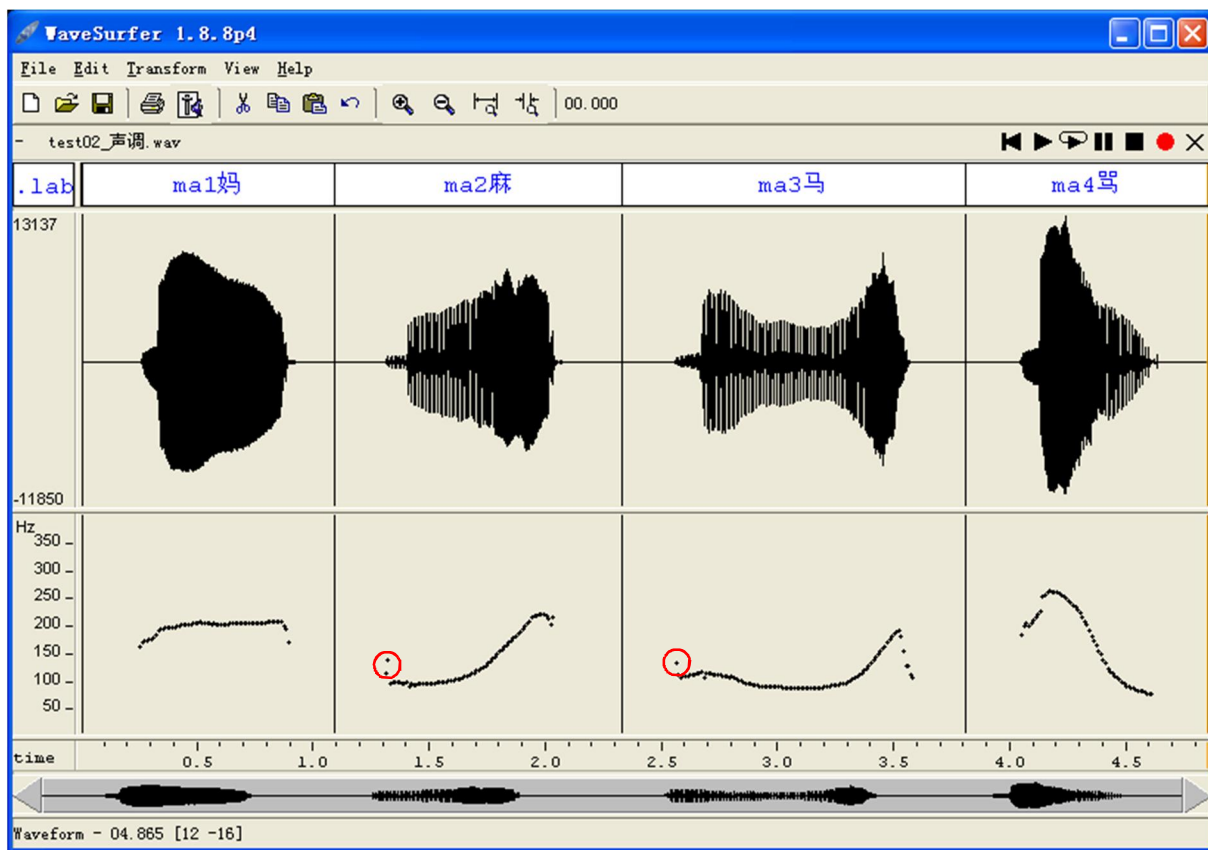 WaveSurfer 1.8.8p4
File Edit Transform View Help
00.000
- test02_声调.wav
.lab ma1妈 ma2麻 ma3马 ma4骂
13137
-11850
Hz
350
300
250
200
150
100
50
time 0.5 1.0 1.5 2.0 2.5 3.0 3.5 4.0 4.5
Waveform - 04.865 [12 -16]